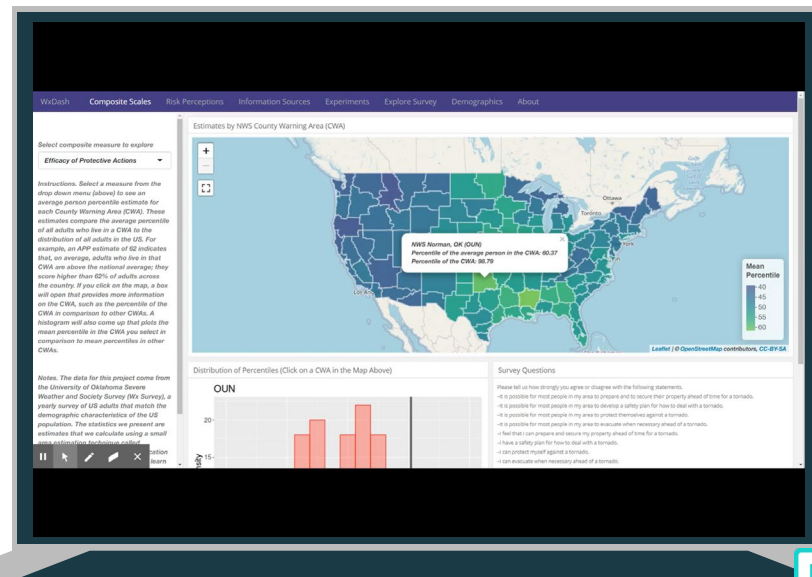 WxDash Composite Scales Risk Perceptions Information Sources Experiments Explore Survey Demographics About
Select composite measure to explore
Efficacy of Protective Actions
Instructions. Select a measure from the
drop down menu (above) to see an
average person percentile estimate for
each County Warning Area (CWA). These
estimates compare the average percentile
of all adults who live in a CWA to the
distribution of all adults in the US. For
example, an APP estimate of 62 indicates
that, on average, adults who live in that
CWA are above the national average; they
score higher than 62% of adults across
the country. If you click on the map, a box
will open that provides more information
on the CWA, such as the percentile of the
CWA in comparison to other CWAs. A
histogram will also come up that plots the
mean percentile in the CWA you select in
comparison to mean percentiles in other
CWAs.
Notes. The data for this project come from
the University of Oklahoma Severe
Weather and Society Survey (Wx Survey), a
yearly survey of US adults that match the
demographic characteristics of the US
population. The statistics we present are
estimates that we calculate using a small
area estimation technique called
cation
learn
Estimates by NWS County Warning Area (CWA)
+
−
Ottawa
Toronto
York
Los An
NWS Norman, OK (OUN)
Percentile of the average person in the CWA: 60.37
Percentile of the CWA: 98.79
×
Mean
Percentile
40
45
50
55
60
Leaflet | © OpenStreetMap contributors, CC-BY-SA
Distribution of Percentiles (Click on a CWA in the Map Above)
OUN
20
15
nsity
Survey Questions
Please tell us how strongly you agree or disagree with the following statements.
-It is possible for most people in my area to prepare and to secure their property ahead of time for a tornado.
-It is possible for most people in my area to develop a safety plan for how to deal with a tornado.
-It is possible for most people in my area to protect themselves against a tornado.
-It is possible for most people in my area to evacuate when necessary ahead of a tornado.
-I feel that I can prepare and secure my property ahead of time for a tornado.
-I have a safety plan for how to deal with a tornado.
-I can protect myself against a tornado.
-I can evacuate when necessary ahead of a tornado.